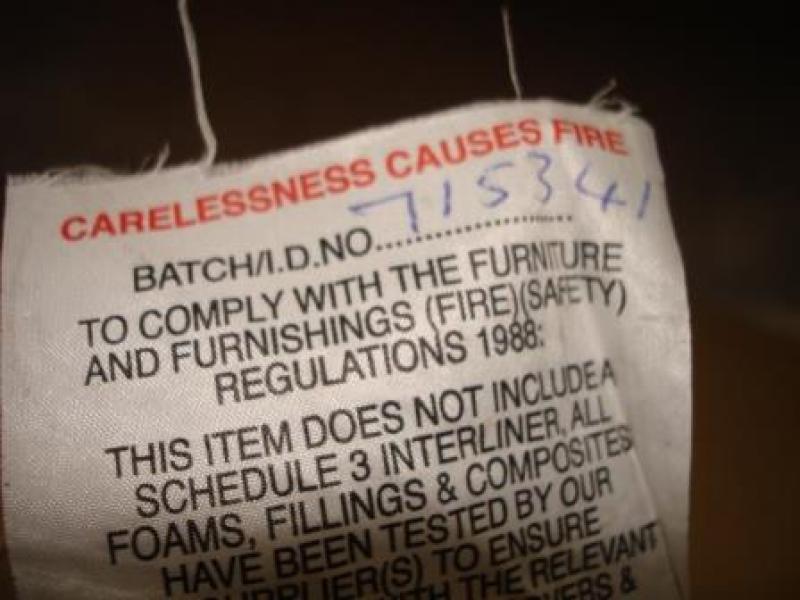 CARELESSNESS CAUSES FIRE
BATCH/I.D.NO............ 715341
TO COMPLY WITH THE FURNITURE
AND FURNISHINGS (FIRE)(SAFETY)
REGULATIONS 1988:
THIS ITEM DOES NOT INCLUDE A
SCHEDULE 3 INTERLINER, ALL
FOAMS, FILLINGS & COMPOSITES
HAVE BEEN TESTED BY OUR
SUPPLIER(S) TO ENSURE
THE RELEVANT
&